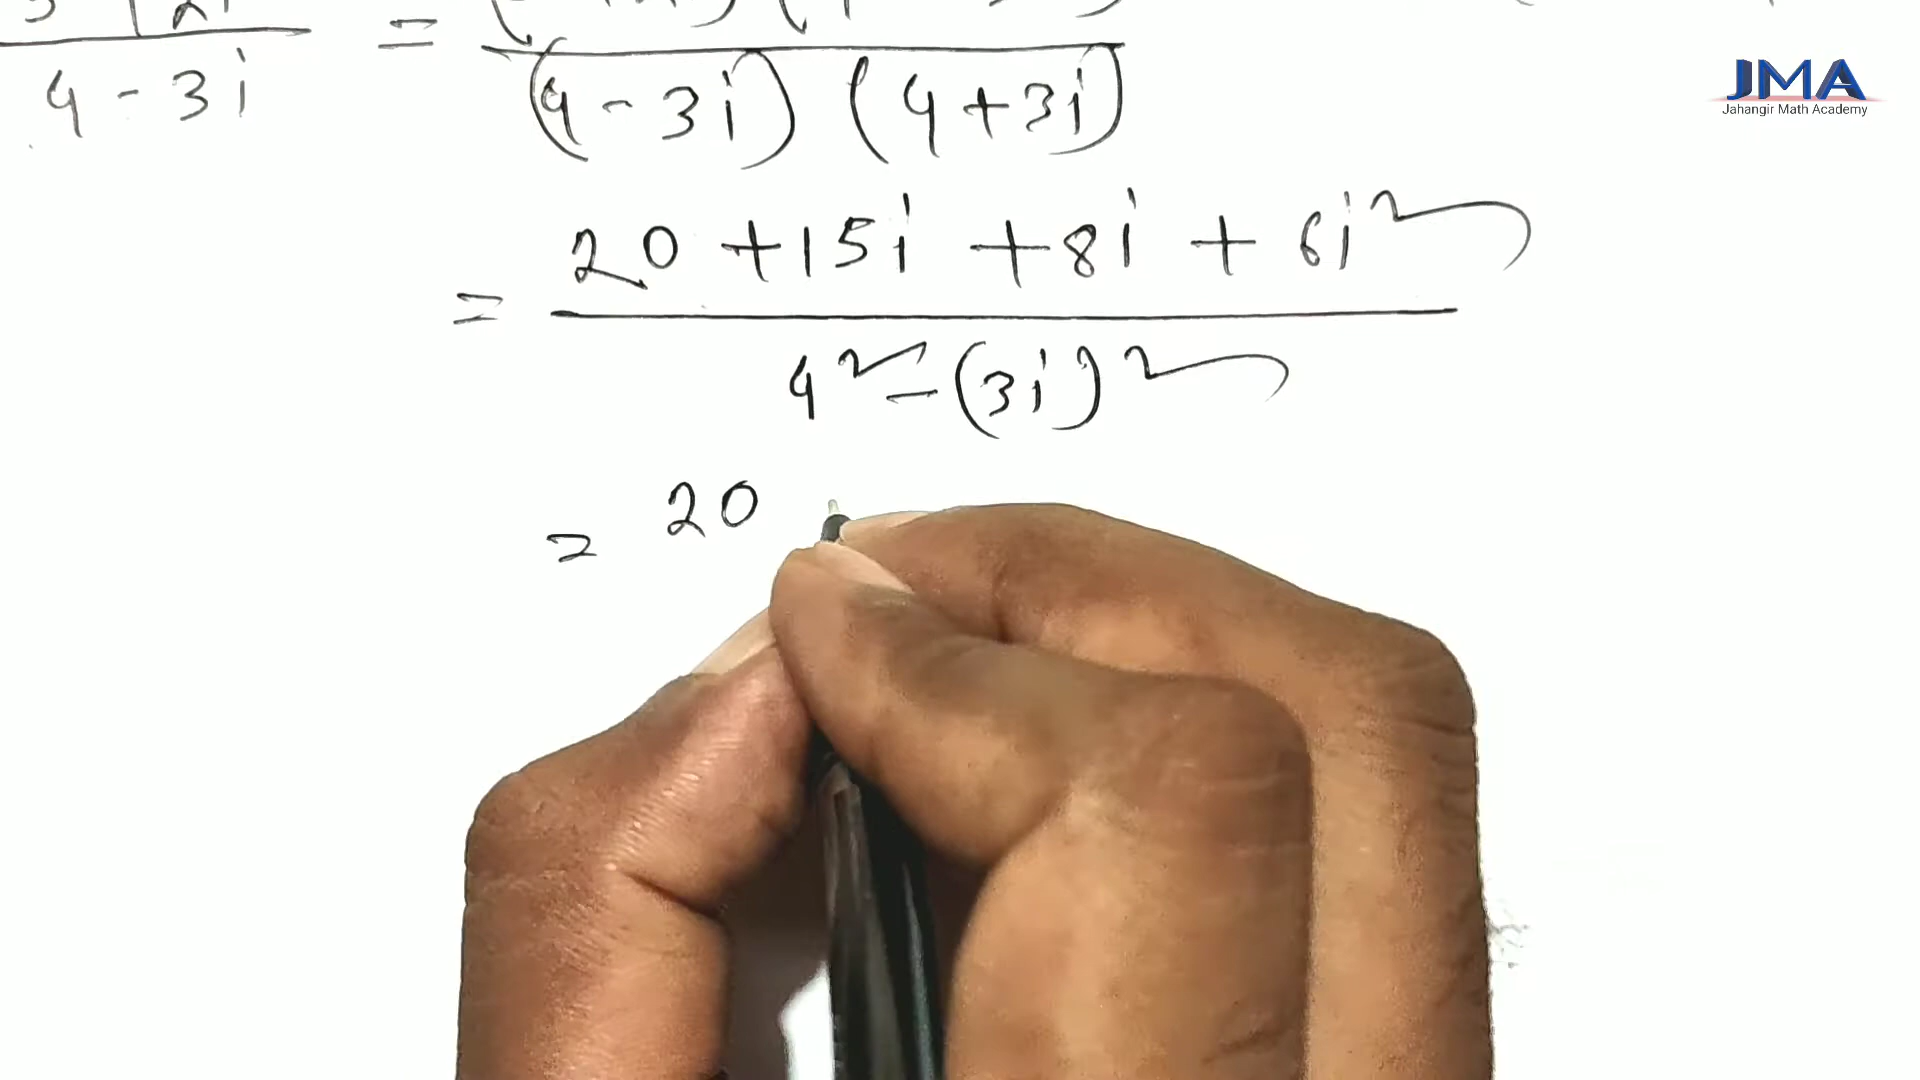 4 - 3i = (4 - 3i) (4 + 3i)
= 20 + 15i + 8i + 6i²
4² - (3i)²
= 20
JMA
Jahangir Math Academy